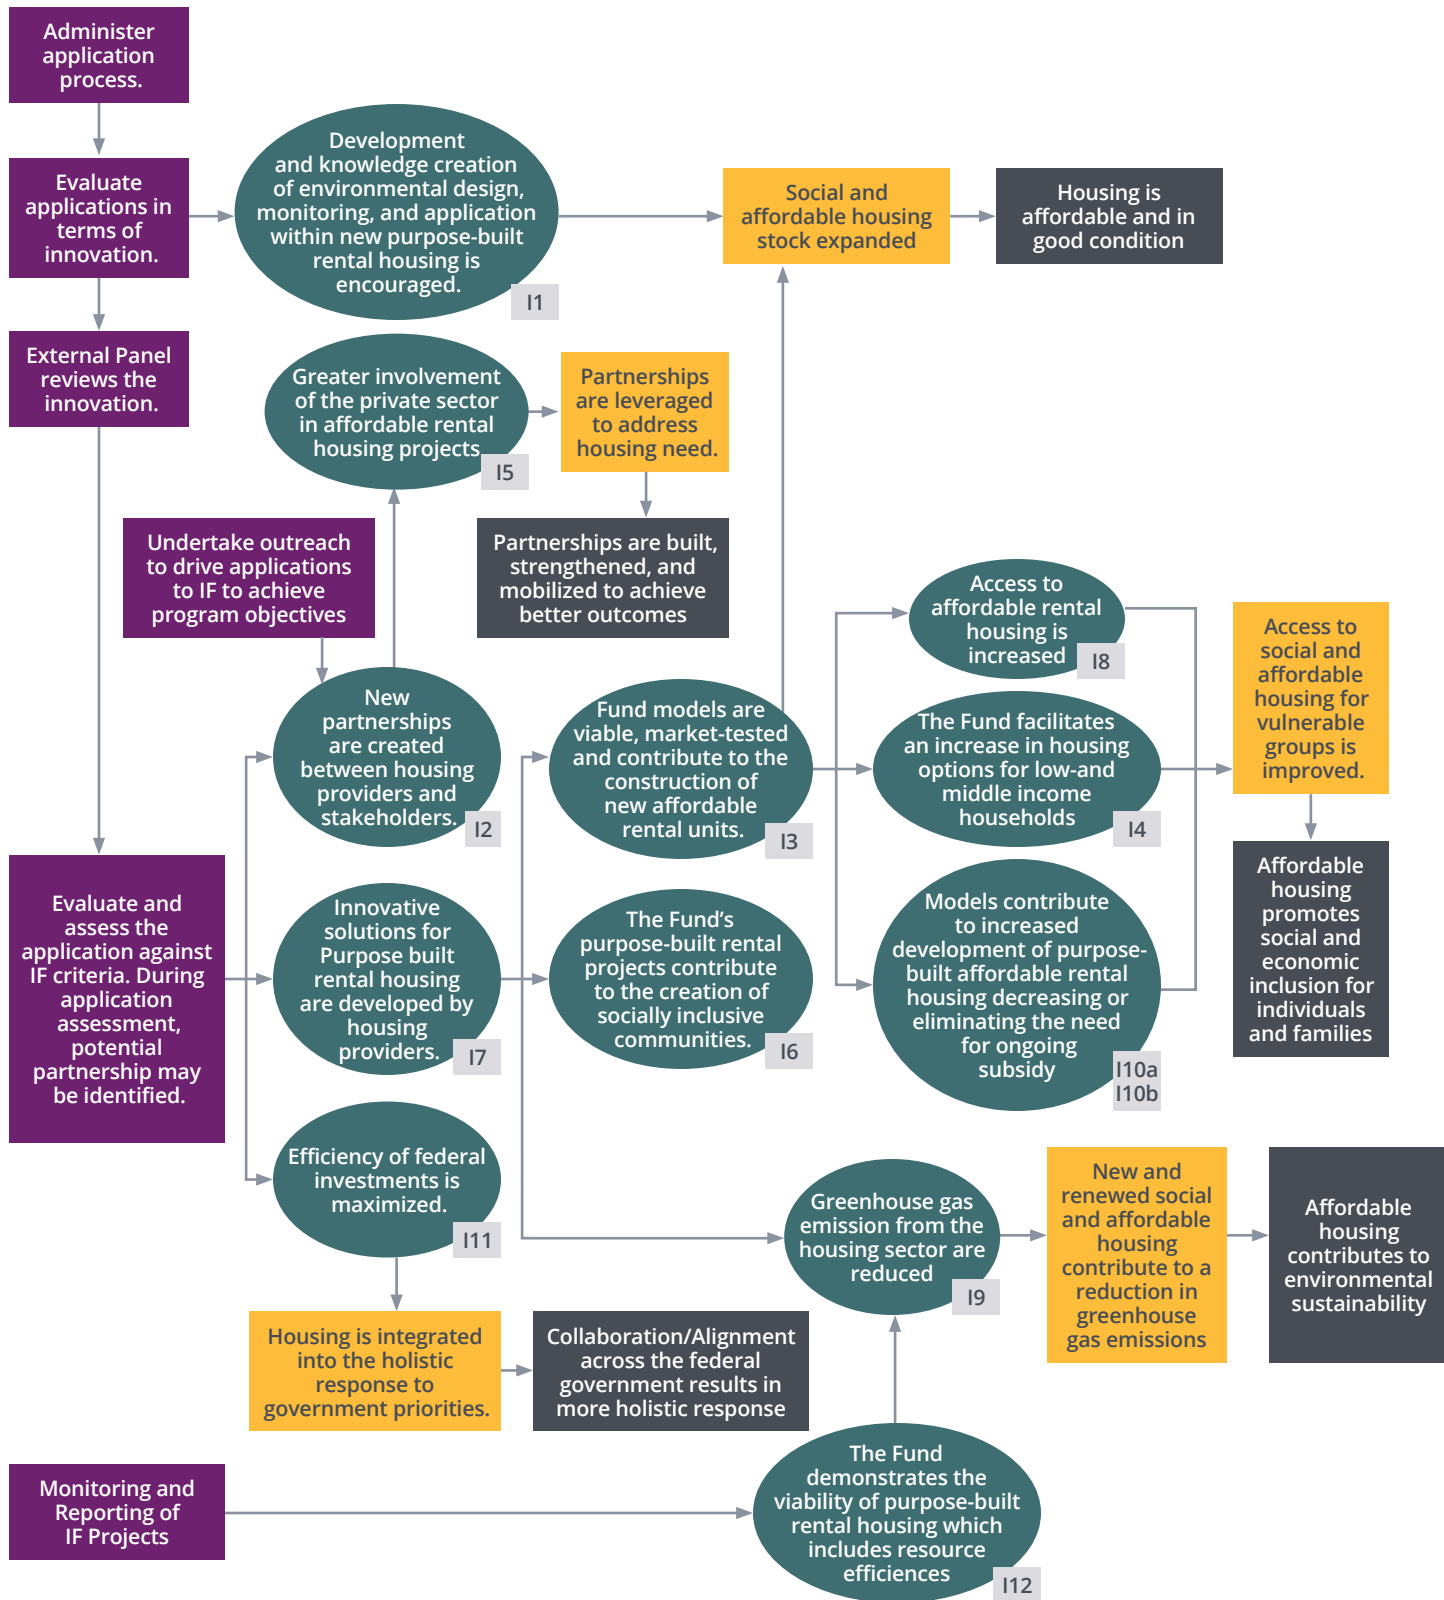 Administer
application
process.
Evaluate
applications in
terms of
innovation.
Development
and knowledge creation
of environmental design,
monitoring, and application
within new purpose-built
rental housing is
encouraged.
I1
Social and
affordable housing
stock expanded
Housing is
affordable and in
good condition
External Panel
reviews the
innovation.
Greater involvement
of the private sector
in affordable rental
housing projects
I5
Partnerships
are leveraged
to address
housing need.
Undertake outreach
to drive applications
to IF to achieve
program objectives
Partnerships are built,
strengthened, and
mobilized to achieve
better outcomes
Access to
affordable rental
housing is
increased
I8
Access to
social and
affordable
housing for
vulnerable
groups is
improved.
New
partnerships
are created
between housing
providers and
stakeholders.
I2
Fund models are
viable, market-tested
and contribute to the
construction of
new affordable
rental units.
I3
The Fund facilitates
an increase in housing
options for low-and
middle income
households
I4
Evaluate and
assess the
application against
IF criteria. During
application
assessment,
potential
partnership may
be identified.
Innovative
solutions for
Purpose built
rental housing
are developed by
housing
providers.
I7
The Fund's
purpose-built rental
projects contribute
to the creation of
socially inclusive
communities.
I6
Models contribute
to increased
development of purpose-
built affordable rental
housing decreasing or
eliminating the need
for ongoing
subsidy
I10a
I10b
Affordable
housing
promotes
social and
economic
inclusion for
individuals
and families
Efficiency of federal
investments is
maximized.
I11
Greenhouse gas
emission from the
housing sector are
reduced
I9
New and
renewed social
and affordable
housing
contribute to a
reduction in
greenhouse
gas emissions
Affordable
housing
contributes to
environmental
sustainability
Housing is integrated
into the holistic
response to
government priorities.
Collaboration/Alignment
across the federal
government results in
more holistic response
Monitoring and
Reporting of
IF Projects
The Fund
demonstrates the
viability of purpose-built
rental housing which
includes resource
efficiences
I12